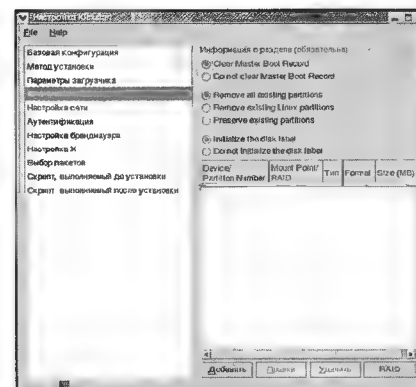 Настройка Kickstart
File Help
Базовая конфигурация
Метод установки
Параметры загрузчика
Настройка сети
Аутентификация
Настройка брандмауэра
Настройка X
Выбор пакетов
Скрипт, выполняемый до установки
Скрипт, выполняемый после установки
Информация о разделе (обязательна)
Clear Master Boot Record
Do not clear Master Boot Record
Remove all existing partitions
Remove existing Linux partitions
Preserve existing partitions
Initialize the disk label
Do not initialize the disk label
Device/ Partition Number Mount Point/ RAID Тип Format Size (MB)
Добавить Правка Удалить RAID